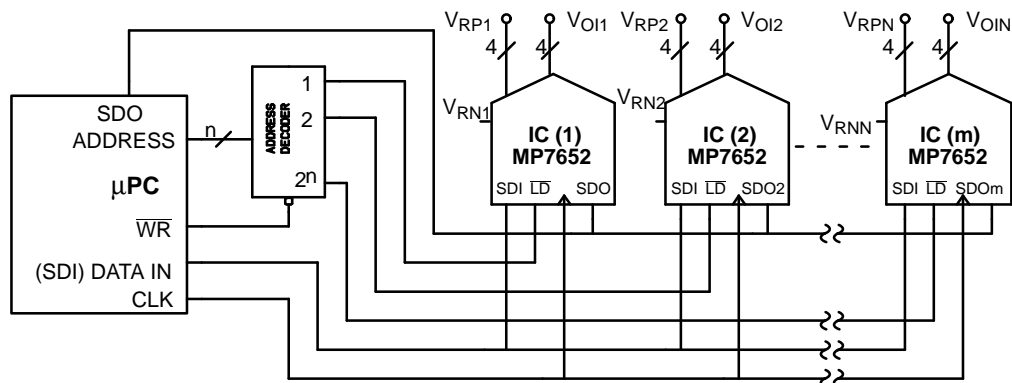 VRP1 VOI1 VRP2 VOI2 VRPN VOIN
4 4 4 4 4 4
SDO
ADDRESS
n
ADDRESS
DECODER
1
2
2n
VRN1
VRN2
VRNN
IC (1)
MP7652
IC (2)
MP7652
IC (m)
MP7652
SDI LD SDO
SDI LD SDO2
SDI LD SDOm
μPC
WR
(SDI) DATA IN
CLK